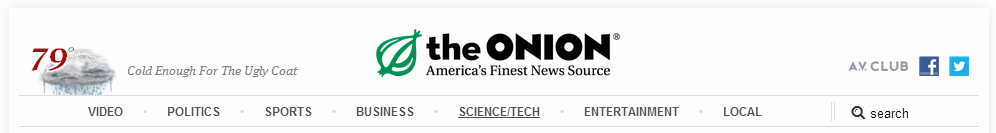 79°
Cold Enough For The Ugly Coat
the ONION®
America's Finest News Source
A.V. CLUB
f
VIDEO • POLITICS • SPORTS • BUSINESS • SCIENCE/TECH • ENTERTAINMENT • LOCAL
search